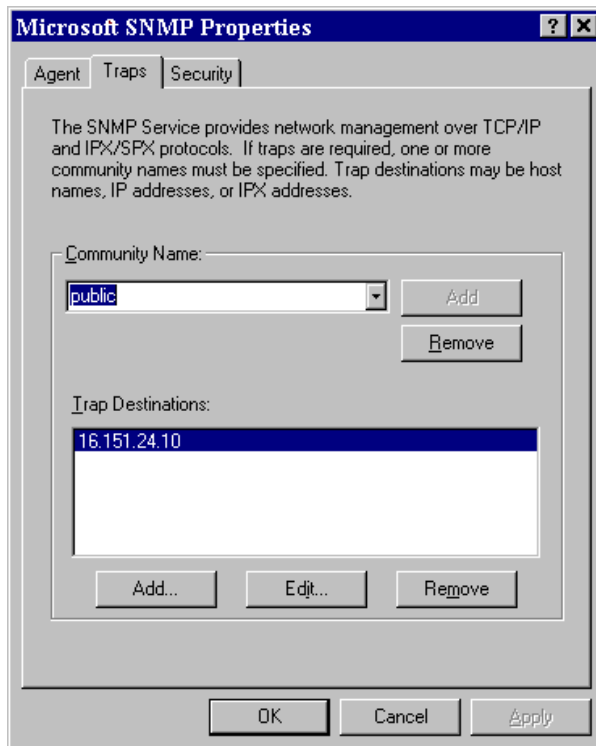 Microsoft SNMP Properties
? X
Agent Traps Security
The SNMP Service provides network management over TCP/IP
and IPX/SPX protocols. If traps are required, one or more
community names must be specified. Trap destinations may be host
names, IP addresses, or IPX addresses.
Community Name:
public
Add
Remove
Trap Destinations:
16.151.24.10
Add... Edit... Remove
OK Cancel Apply